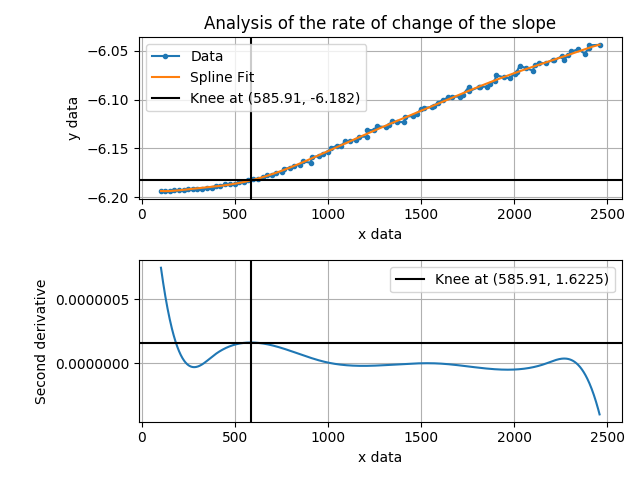 Analysis of the rate of change of the slope
−6.05
−6.10
−6.15
−6.20
y data
Data
Spline Fit
Knee at (585.91, -6.182)
0
500
1000
1500
2000
2500
x data
0.0000005
0.0000000
Second derivative
Knee at (585.91, 1.6225)
0
500
1000
1500
2000
2500
x data